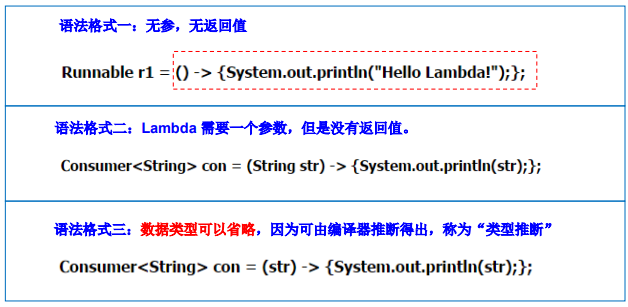 语法格式一：无参，无返回值
Runnable r1 = () -> {System.out.println("Hello Lambda!");};
语法格式二：Lambda 需要一个参数，但是没有返回值。
Consumer<String> con = (String str) -> {System.out.println(str);};
语法格式三：数据类型可以省略，因为可由编译器推断得出，称为“类型推断”
Consumer<String> con = (str) -> {System.out.println(str);};